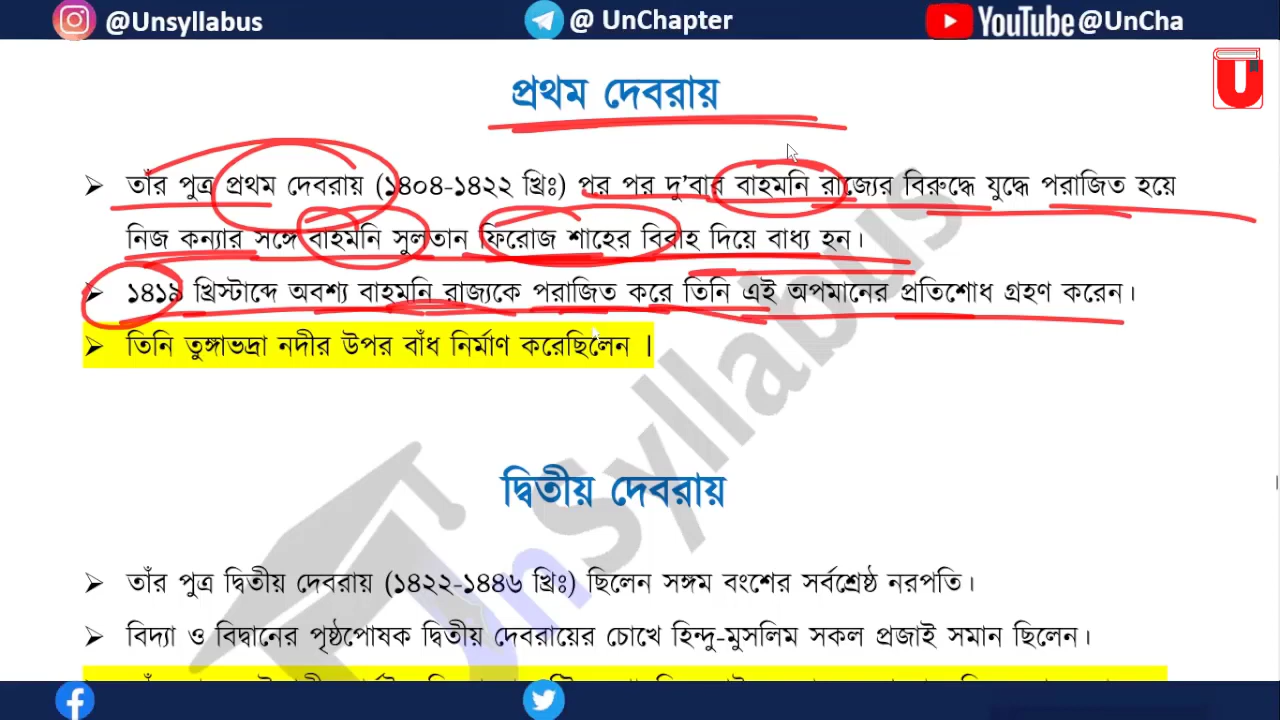 @Unsyllabus
@ UnChapter
YouTube @UnCha
U
প্রথম দেবরায়
➢ তাঁর পুত্র প্রথম দেবরায় (১৪০৪-১৪২২ খ্রিঃ) পর পর দু'বার বাহমনি রাজ্যের বিরুদ্ধে যুদ্ধে পরাজিত হয়ে
নিজ কন্যার সঙ্গে বাহমনি সুলতান ফিরোজ শাহের বিবাহ দিয়ে বাধ্য হন।
➢ ১৪১৯ খ্রিস্টাব্দে অবশ্য বাহমনি রাজ্যকে পরাজিত করে তিনি এই অপমানের প্রতিশোধ গ্রহণ করেন।
➢ তিনি তুঙ্গাভদ্রা নদীর উপর বাঁধ নির্মাণ করেছিলেন ।
UnSyllabus
দ্বিতীয় দেবরায়
➢ তাঁর পুত্র দ্বিতীয় দেবরায় (১৪২২-১৪৪৬ খ্রিঃ) ছিলেন সঙ্গম বংশের সর্বশ্রেষ্ঠ নরপতি।
➢ বিদ্যা ও বিদ্বানের পৃষ্ঠপোষক দ্বিতীয় দেবরায়ের চোখে হিন্দু-মুসলিম সকল প্রজাই সমান ছিলেন।